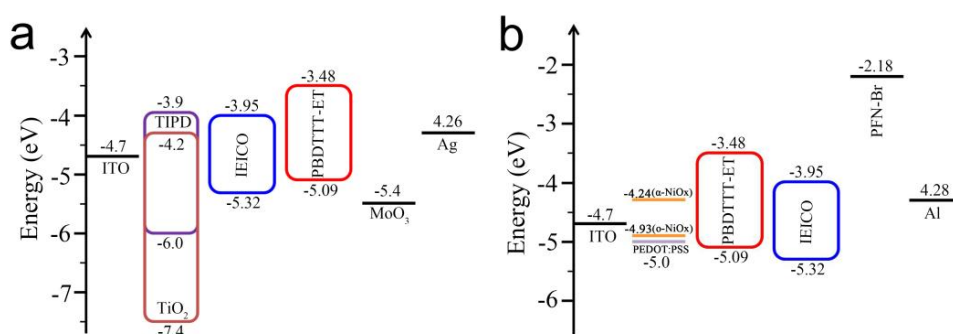 a
Energy (eV)
-3
-4
-5
-6
-7
-4.7
ITO
-3.9
TIPD
-4.2
-6.0
TiO2
-7.4
-3.95
IEICO
-5.32
-3.48
PBDTTT-ET
-5.09
-5.4
MoO3
4.26
Ag
b
Energy (eV)
-2
-3
-4
-5
-6
-4.7
ITO
-4.24(α-NiOx)
-4.93(o-NiOx)
PEDOT:PSS
-5.0
-3.48
PBDTTT-ET
-5.09
-3.95
IEICO
-5.32
-2.18
PFN-Br
4.28
Al